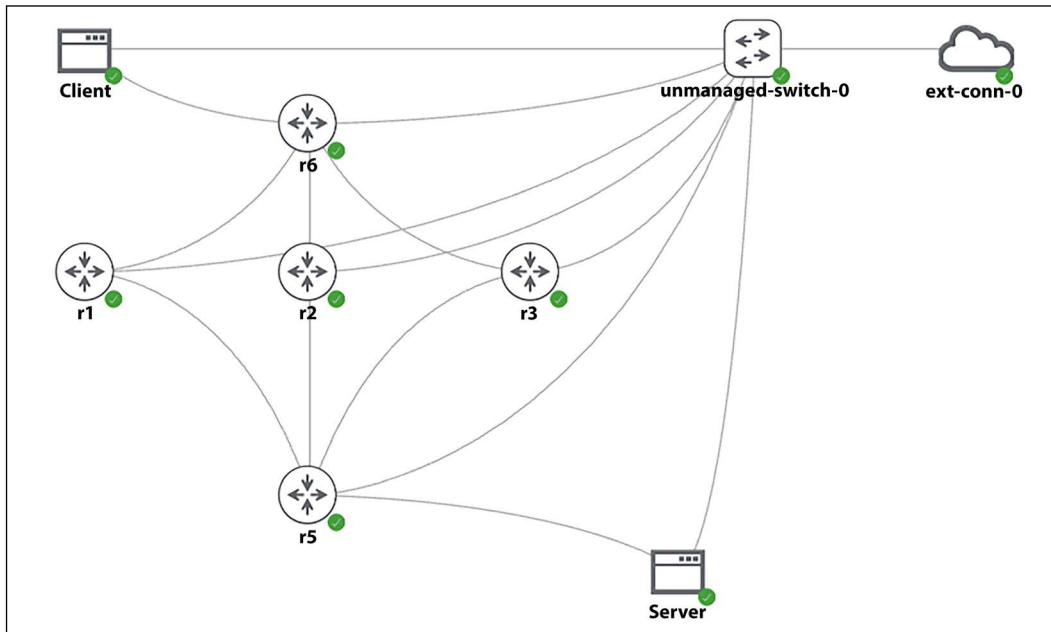 Client
unmanaged-switch-0
ext-conn-0
r6
r1
r2
r3
r5
Server